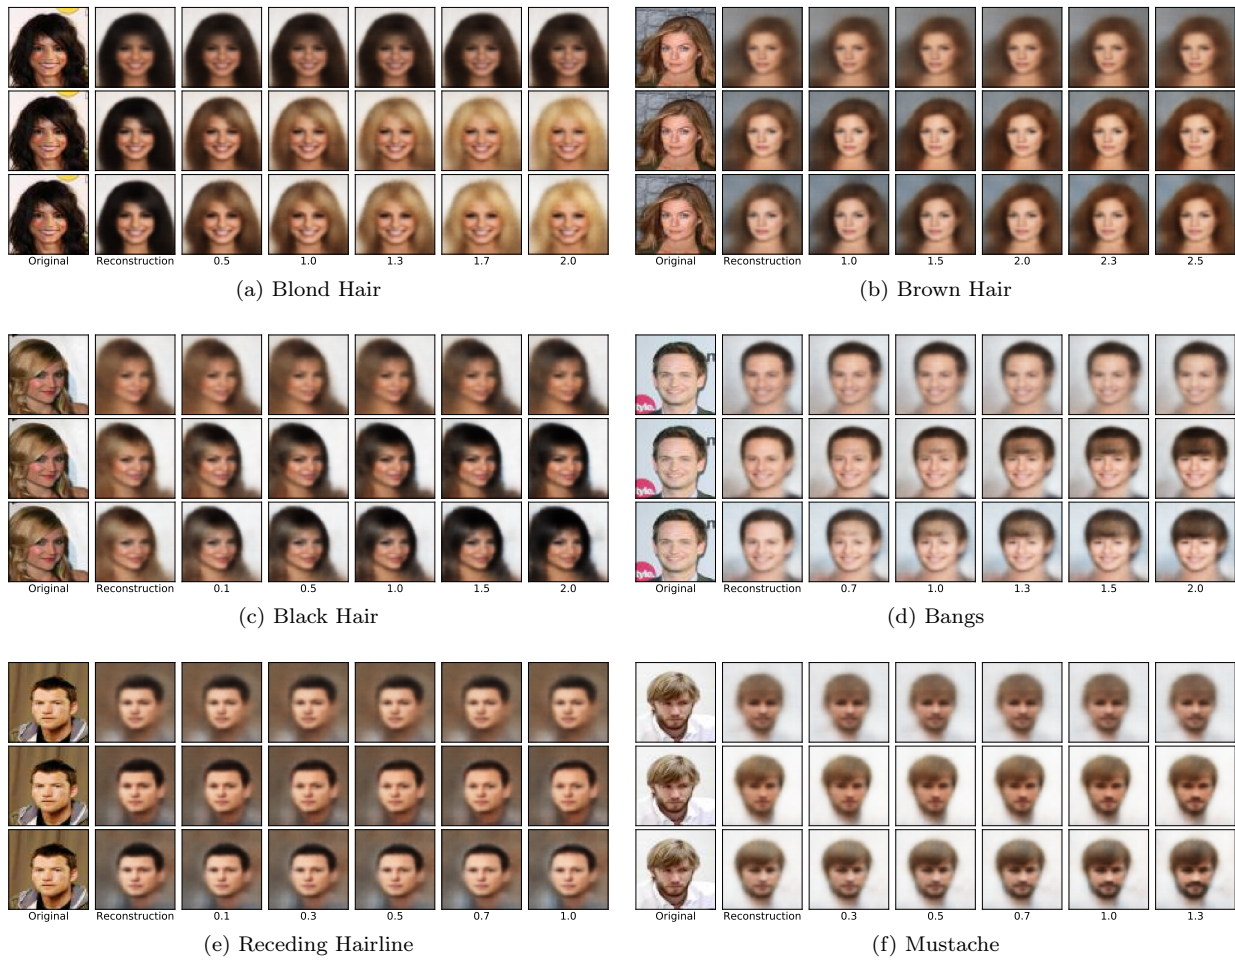 Original Reconstruction 0.5 1.0 1.3 1.7 2.0
(a) Blond Hair
Original Reconstruction 1.0 1.5 2.0 2.3 2.5
(b) Brown Hair
Original Reconstruction 0.1 0.5 1.0 1.5 2.0
(c) Black Hair
style.
Original Reconstruction 0.7 1.0 1.3 1.5 2.0
(d) Bangs
Original Reconstruction 0.1 0.3 0.5 0.7 1.0
(e) Receding Hairline
Original Reconstruction 0.3 0.5 0.7 1.0 1.3
(f) Mustache